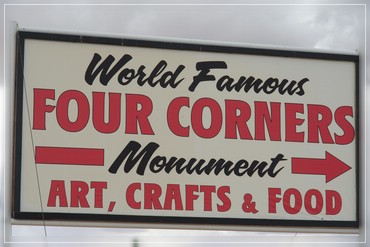 World Famous
FOUR CORNERS
Monument
ART, CRAFTS & FOOD